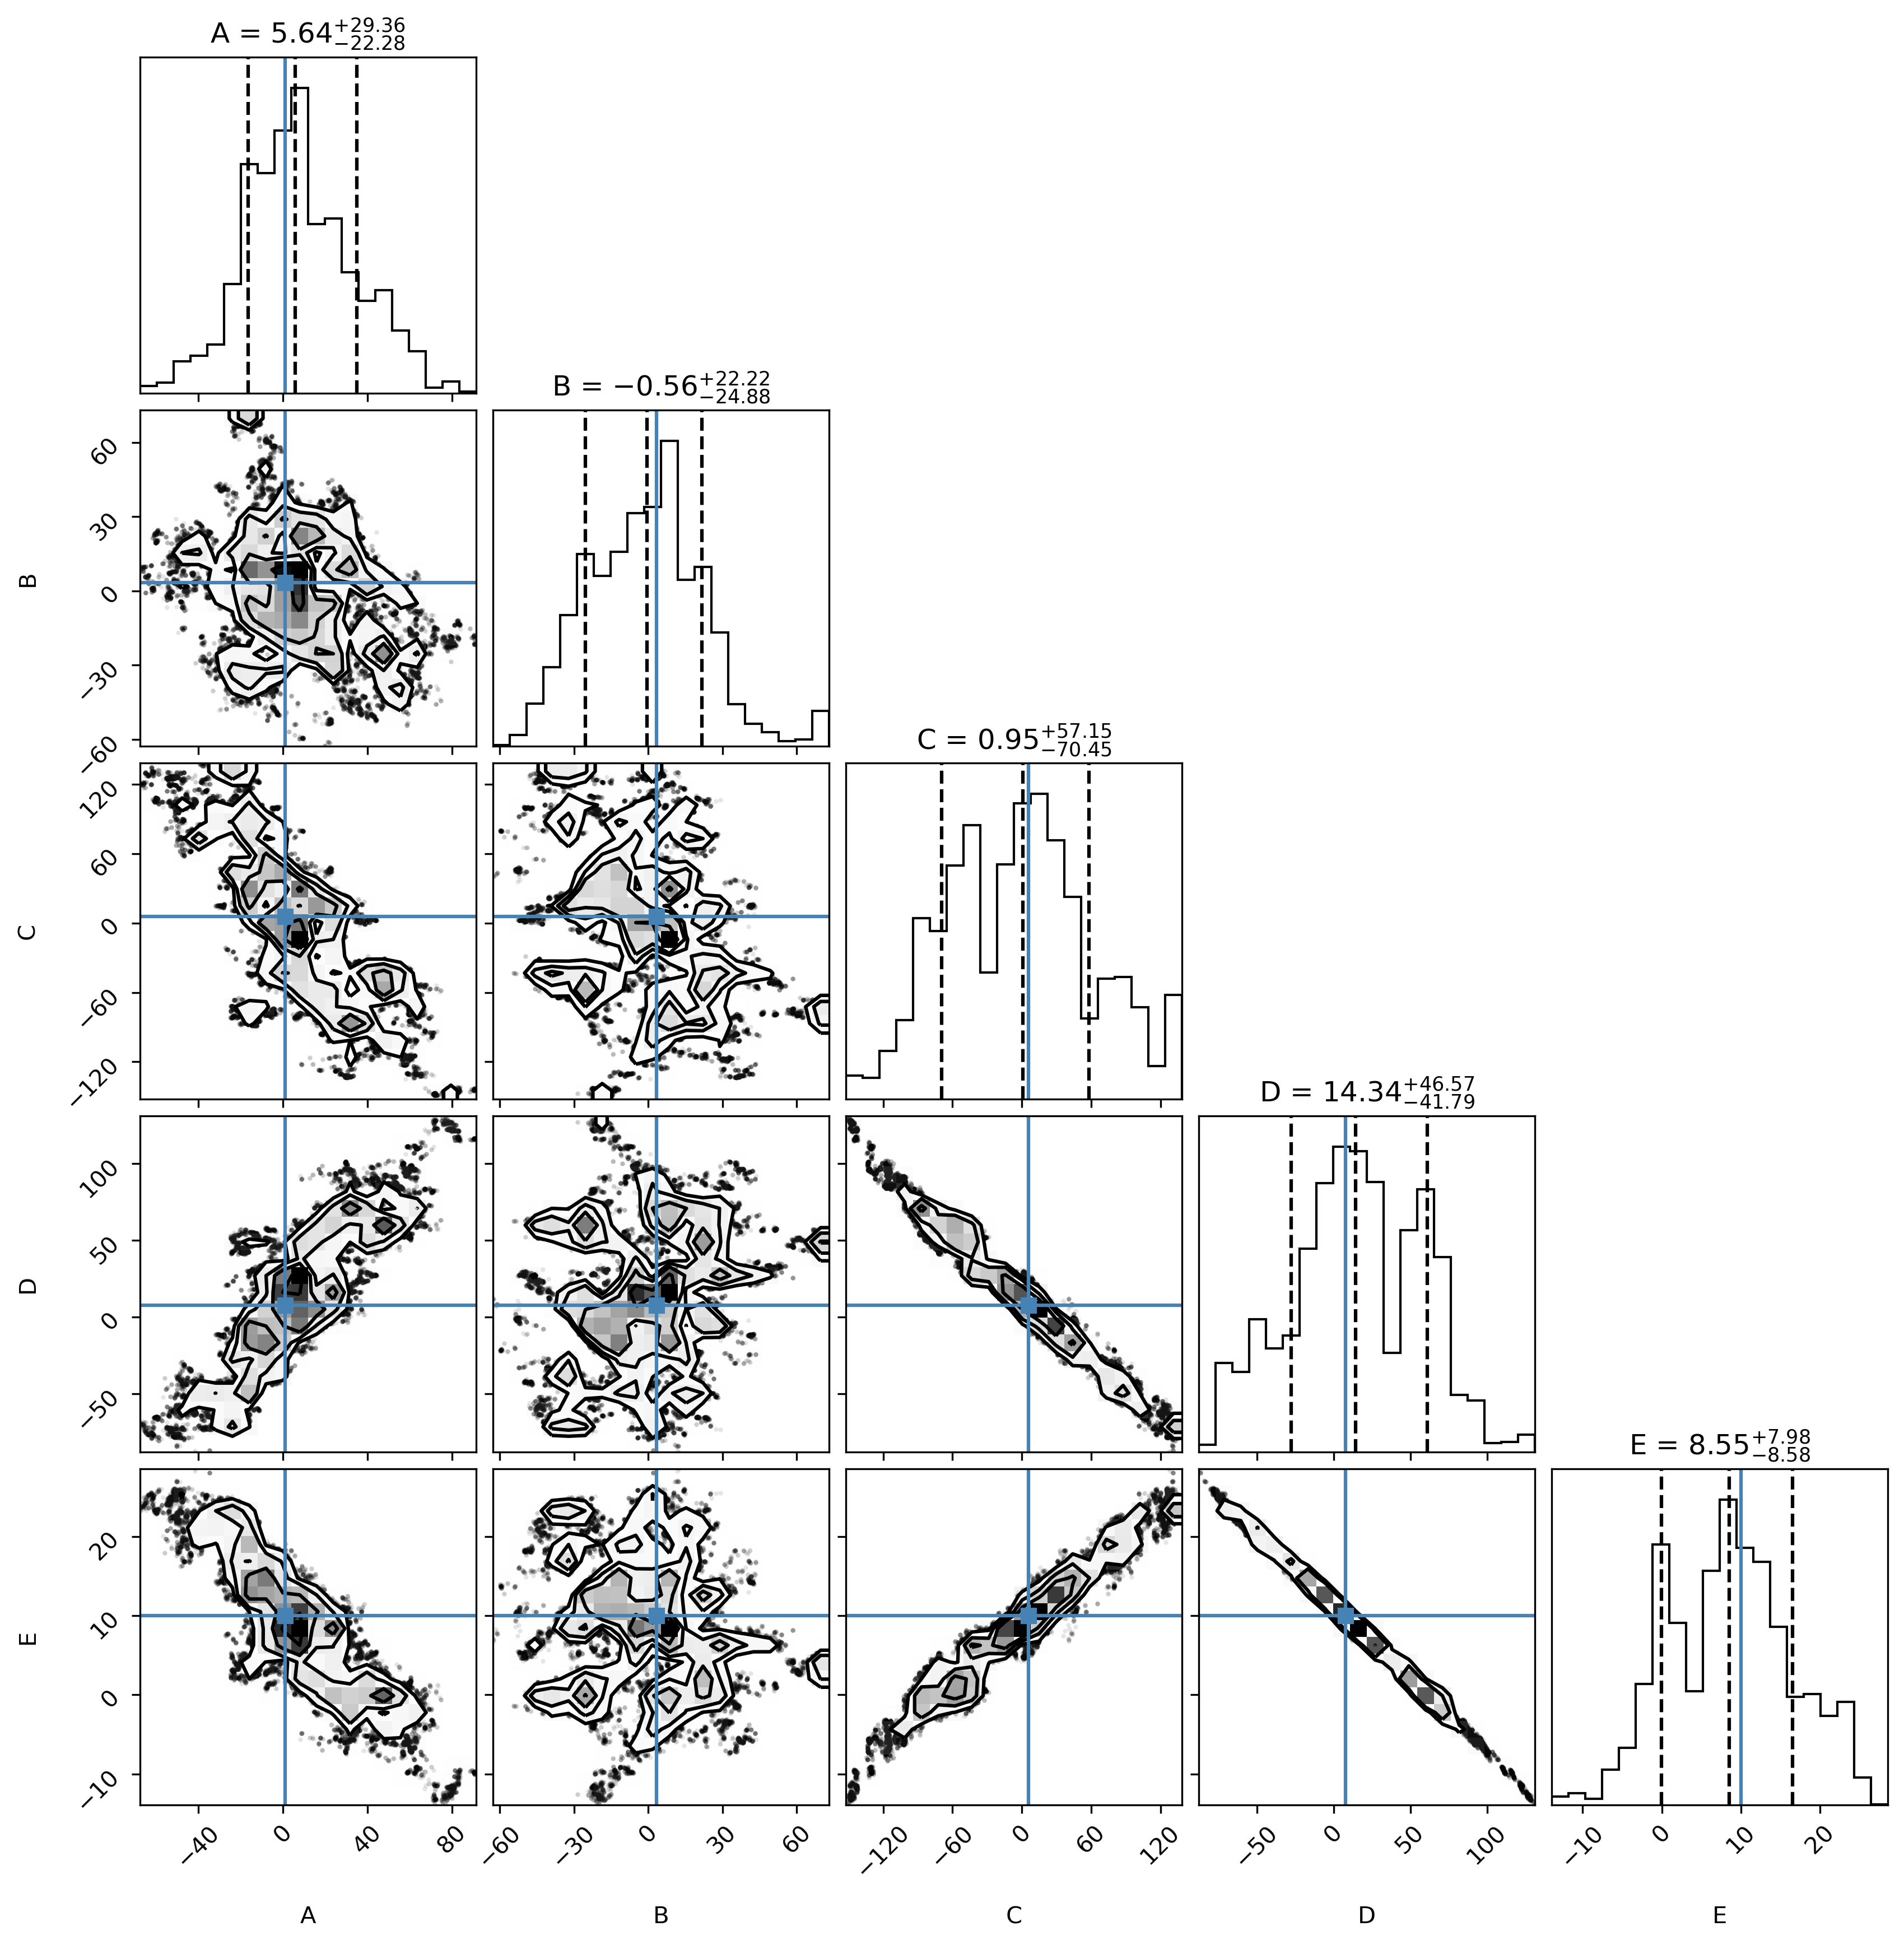 A = 5.64 +29.36 −22.28
B = −0.56 +22.22 −24.88
60
30
0
−30
−60
B
C = 0.95 +57.15 −70.45
120
60
0
−60
−120
C
D = 14.34 +46.57 −41.79
100
50
0
−50
D
E = 8.55 +7.98 −8.58
20
10
0
−10
E
−40 0 40 80 −60 −30 0 30 60 −120 −60 0 60 120 −50 0 50 100 −10 0 10 20
A B C D E